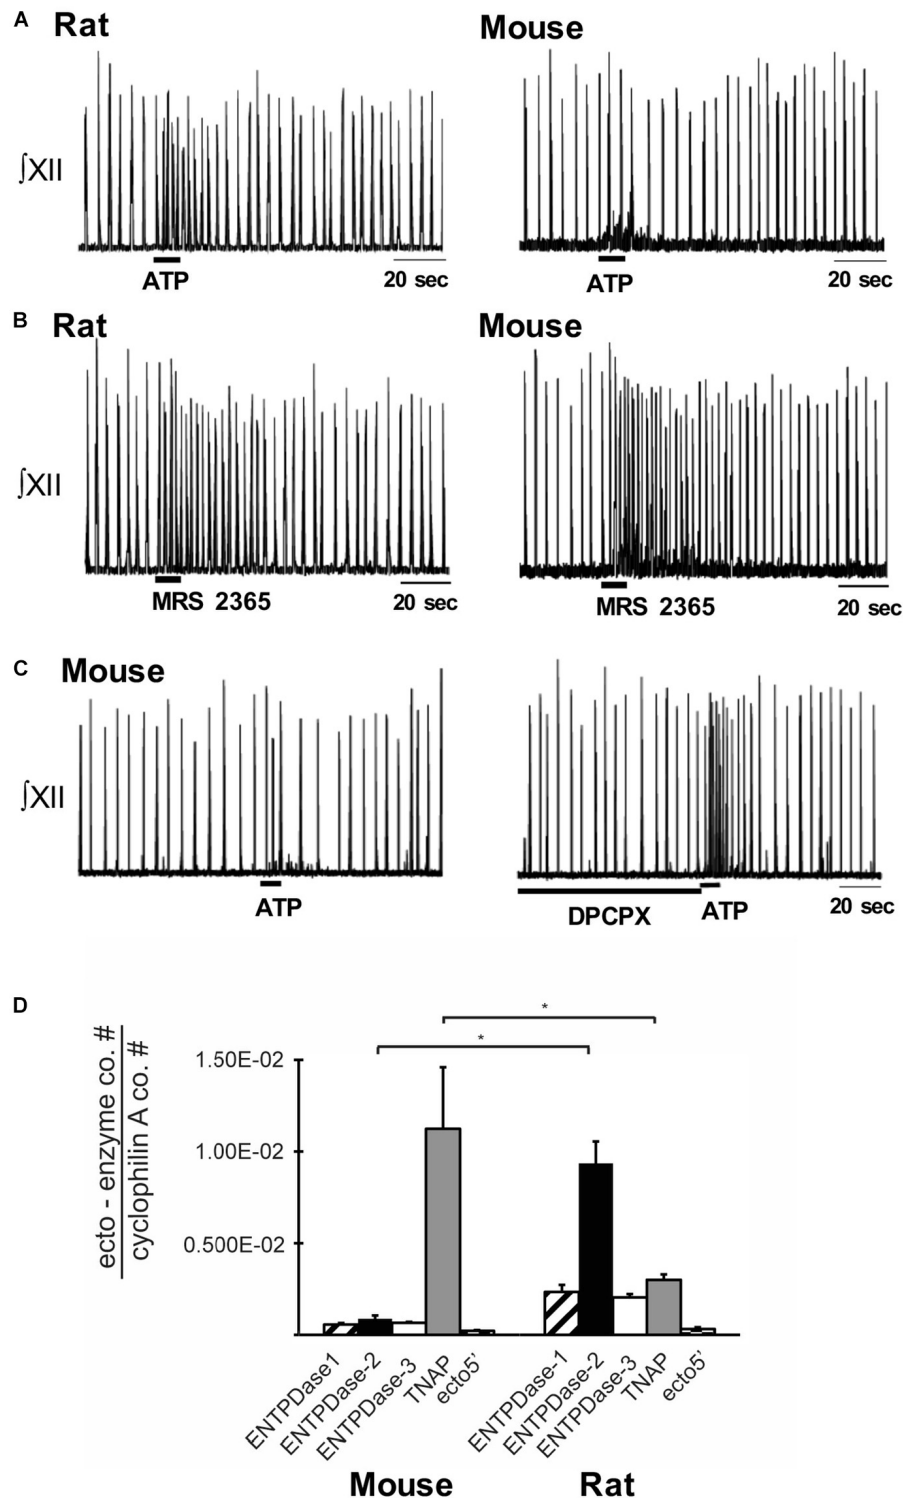 A
Rat
Mouse
∫XII
ATP
20 sec
ATP
20 sec
B
Rat
Mouse
∫XII
MRS 2365
20 sec
MRS 2365
20 sec
C
Mouse
∫XII
ATP
DPCPX
ATP
20 sec
D
*
*
ecto - enzyme co. #
cyclophilin A co. #
1.50E-02
1.00E-02
0.500E-02
ENTPDase1
ENTPDase-2
ENTPDase-3
TNAP
ecto5'
ENTPDase-1
ENTPDase-2
ENTPDase-3
TNAP
ecto5'
Mouse
Rat